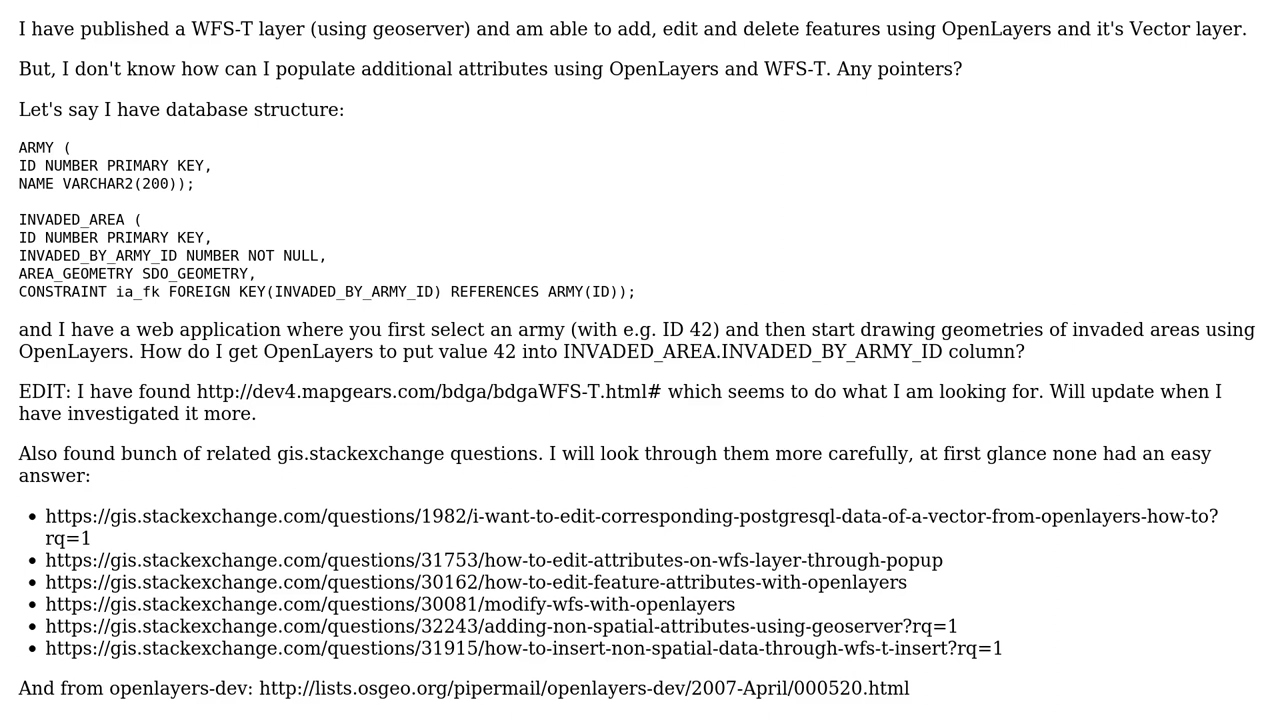 I have published a WFS-T layer (using geoserver) and am able to add, edit and delete features using OpenLayers and it's Vector layer.
But, I don't know how can I populate additional attributes using OpenLayers and WFS-T. Any pointers?
Let's say I have database structure:
ARMY (
ID NUMBER PRIMARY KEY,
NAME VARCHAR2(200));
INVADED_AREA (
ID NUMBER PRIMARY KEY,
INVADED_BY_ARMY_ID NUMBER NOT NULL,
AREA_GEOMETRY SDO_GEOMETRY,
CONSTRAINT ia_fk FOREIGN KEY(INVADED_BY_ARMY_ID) REFERENCES ARMY(ID));
and I have a web application where you first select an army (with e.g. ID 42) and then start drawing geometries of invaded areas using
OpenLayers. How do I get OpenLayers to put value 42 into INVADED_AREA.INVADED_BY_ARMY_ID column?
EDIT: I have found http://dev4.mapgears.com/bdga/bdgaWFS-T.html# which seems to do what I am looking for. Will update when I
have investigated it more.
Also found bunch of related gis.stackexchange questions. I will look through them more carefully, at first glance none had an easy
answer:
• https://gis.stackexchange.com/questions/1982/i-want-to-edit-corresponding-postgresql-data-of-a-vector-from-openlayers-how-to?
rq=1
• https://gis.stackexchange.com/questions/31753/how-to-edit-attributes-on-wfs-layer-through-popup
• https://gis.stackexchange.com/questions/30162/how-to-edit-feature-attributes-with-openlayers
• https://gis.stackexchange.com/questions/30081/modify-wfs-with-openlayers
• https://gis.stackexchange.com/questions/32243/adding-non-spatial-attributes-using-geoserver?rq=1
• https://gis.stackexchange.com/questions/31915/how-to-insert-non-spatial-data-through-wfs-t-insert?rq=1
And from openlayers-dev: http://lists.osgeo.org/pipermail/openlayers-dev/2007-April/000520.html